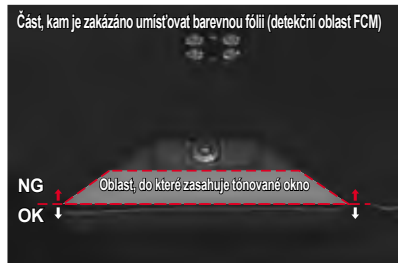 Část, kam je zakázáno umísťovat barevnou fólii (detekční oblast FCM)
Oblast, do které zasahuje tónované okno
NG
OK